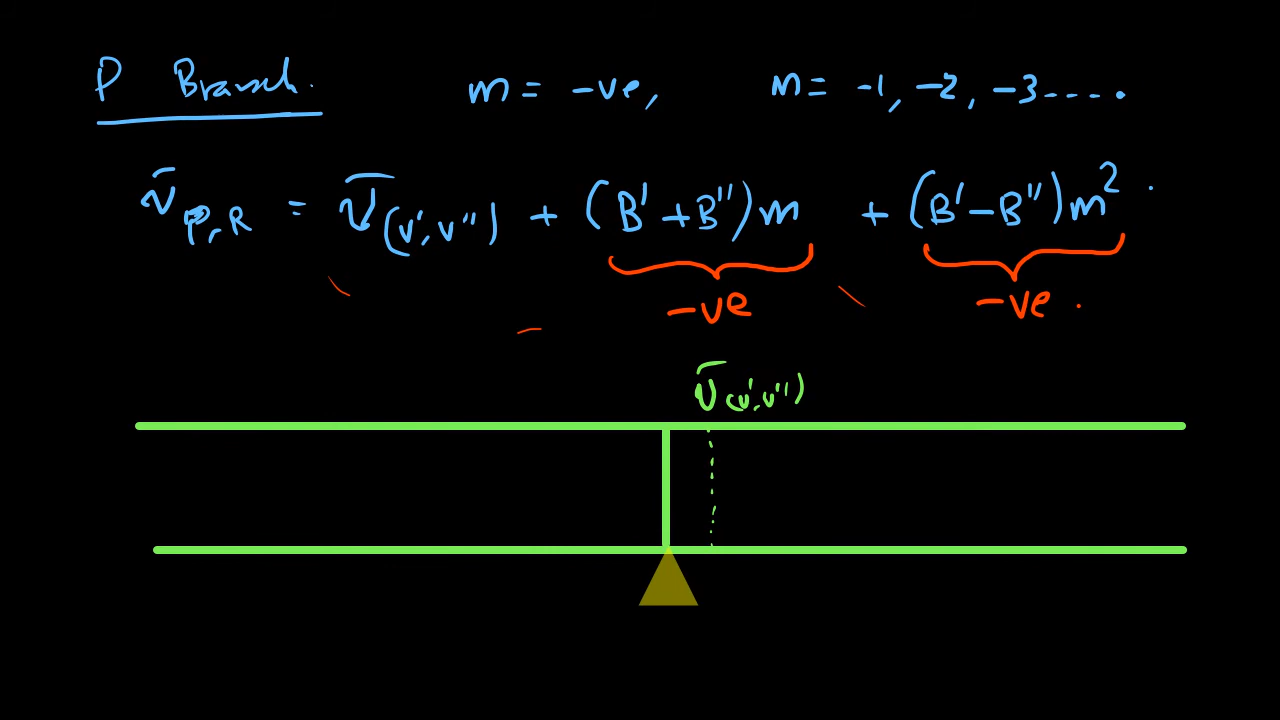 P Branch. m = -ve, m = -1, -2, -3.....
ν̄P,R = ν̄(v', v'') + (B' + B'')m + (B' - B'')m² .
-ve -ve .
ν̄(v', v'')